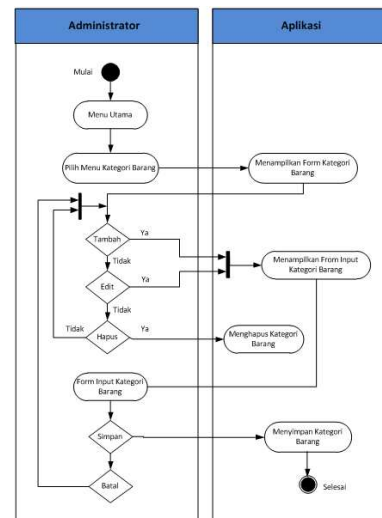 Administrator
Aplikasi
Mulai
Menu Utama
Pilih Menu Kategori Barang
Menampilkan Form Kategori
Barang
Tambah
Ya
Tidak
Menampilkan From Input
Kategori Barang
Edit
Ya
Tidak
Tidak
Hapus
Ya
Menghapus Kategori
Barang
Form Input Kategori
Barang
Simpan
Menyimpan Kategori
Barang
Batal
Selesai